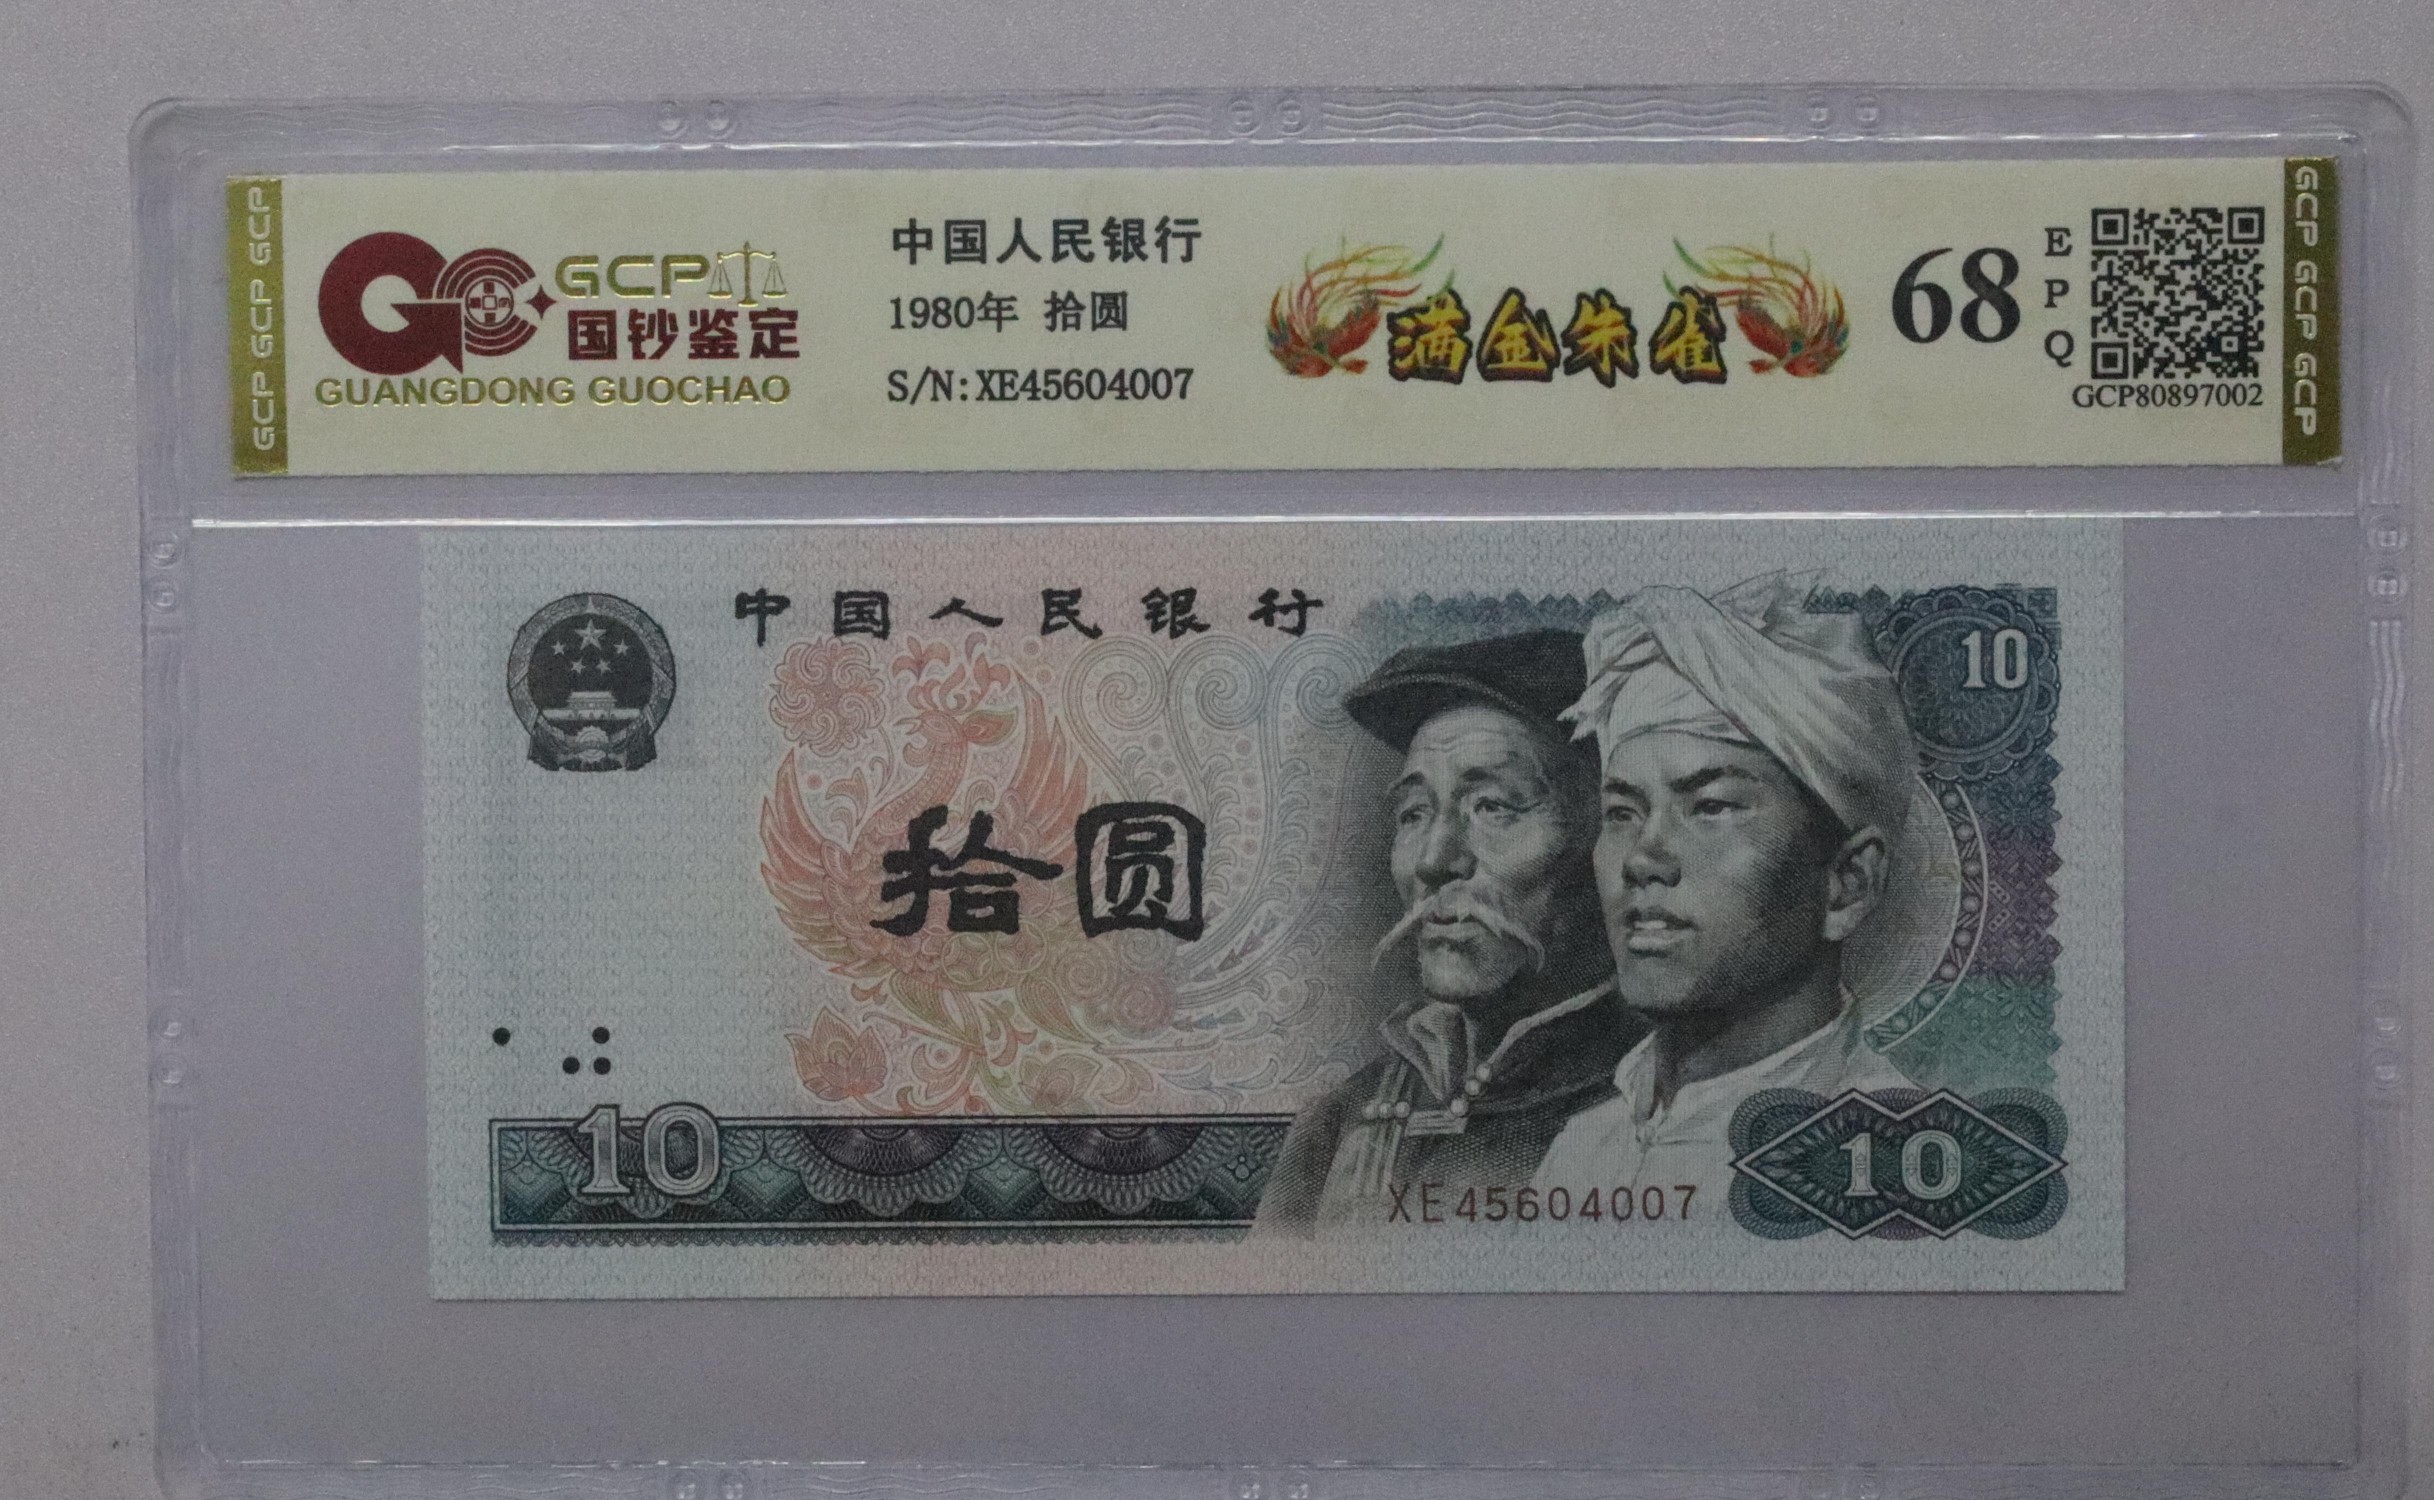 GCP GCP GCP
GCP
国钞鉴定
GUANGDONG GUOCHAO
中国人民银行
1980年 拾圆
S/N:XE45604007
满金朱雀
68
E
P
Q
GCP80897002
GCP GCP GCP
中国人民银行
10
拾圆
10
XE45604007
10